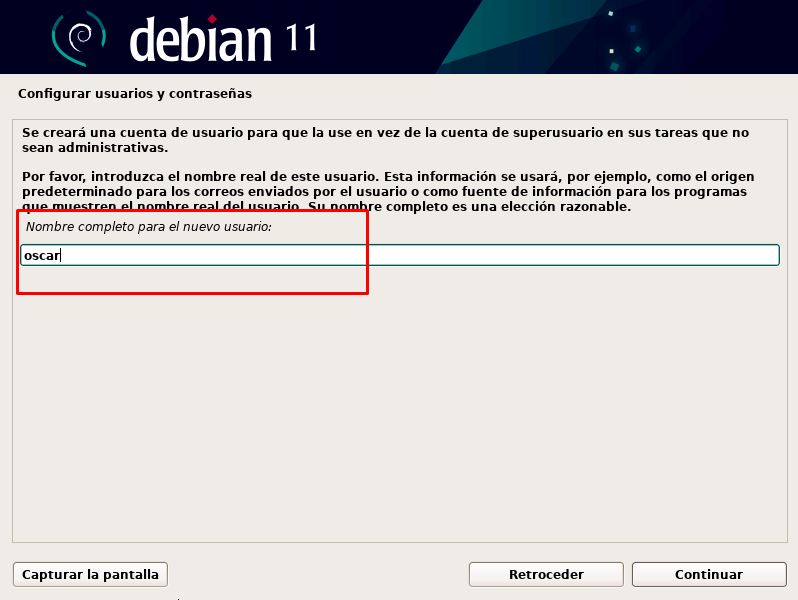 debian 11
Configurar usuarios y contraseñas
Se creará una cuenta de usuario para que la use en vez de la cuenta de superusuario en sus tareas que no
sean administrativas.
Por favor, introduzca el nombre real de este usuario. Esta información se usará, por ejemplo, como el origen
predeterminado para los correos enviados por el usuario o como fuente de información para los programas
que muestren el nombre real del usuario. Su nombre completo es una elección razonable.
Nombre completo para el nuevo usuario:
oscar
Capturar la pantalla
Retroceder
Continuar